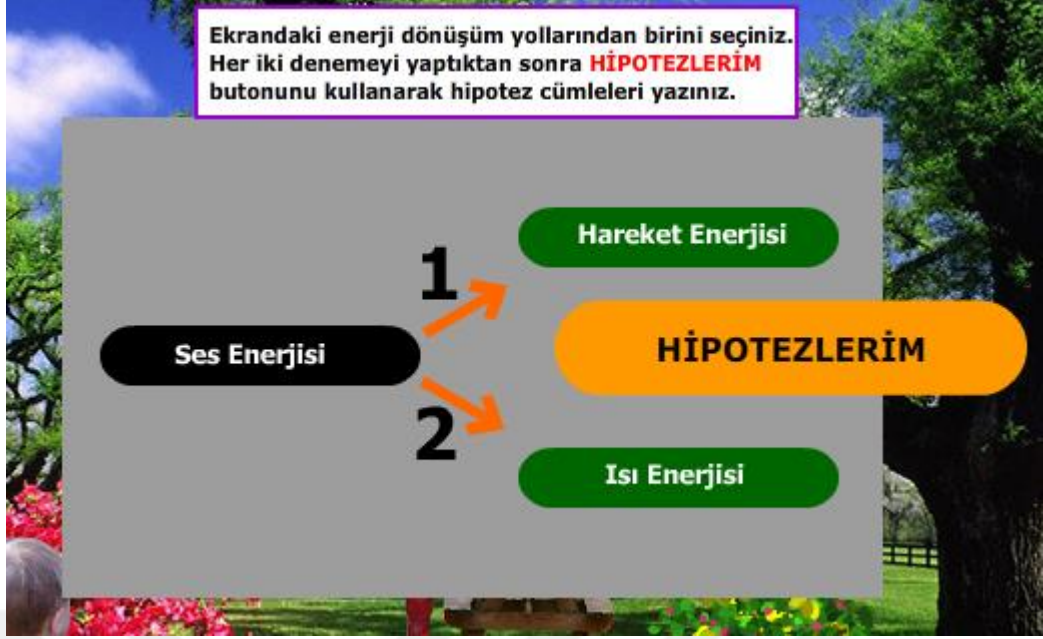 Ekrandaki enerji dönüşüm yollarından birini seçiniz.
Her iki denemeyi yaptıktan sonra HİPOTEZLERİM
butonunu kullanarak hipotez cümleleri yazınız.
Hareket Enerjisi
1
HİPOTEZLERİM
Ses Enerjisi
2
Isı Enerjisi